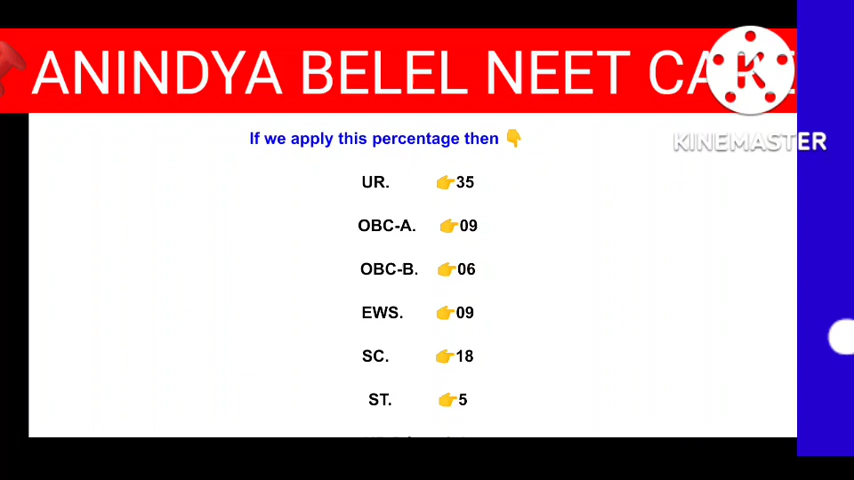 ANINDYA BELEL NEET CA
K
KINEMASTER
If we apply this percentage then 👇
UR. 👉35
OBC-A. 👉09
OBC-B. 👉06
EWS. 👉09
SC. 👉18
ST. 👉5